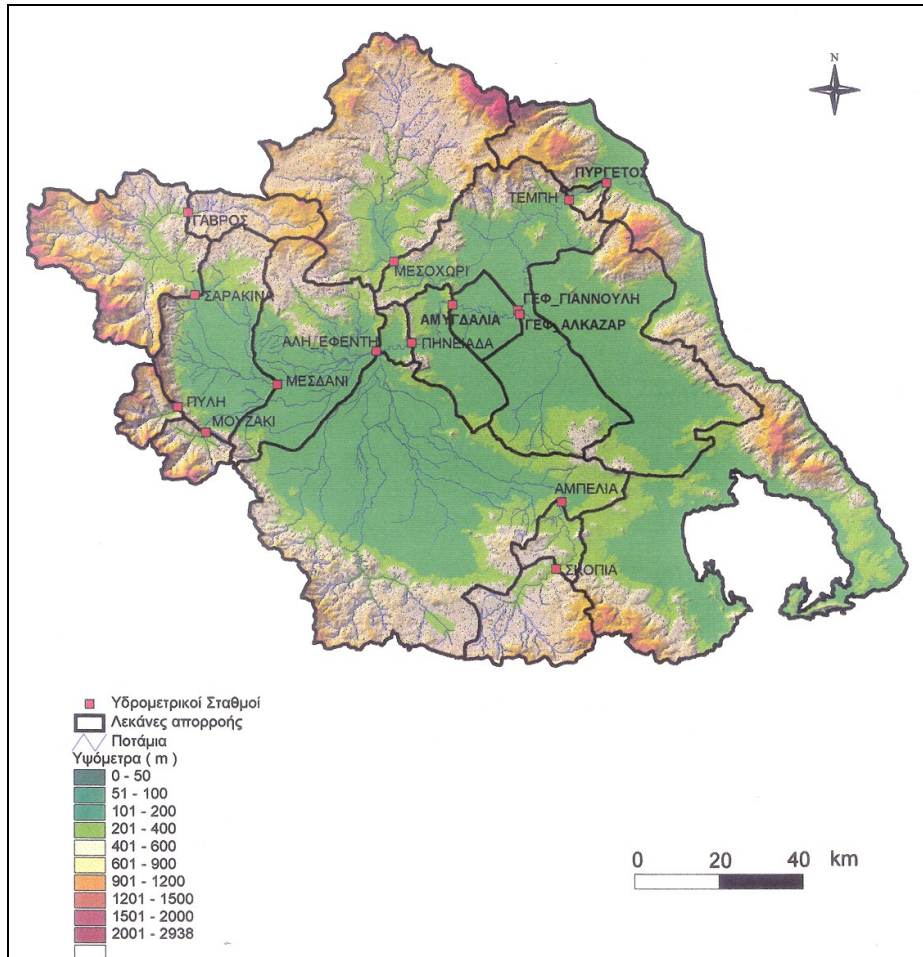 N
ΠΥΡΓΕΤΟΣ
ΤΕΜΠΗ
ΓΑΒΡΟΣ
ΜΕΣΟΧΩΡΙ
ΣΑΡΑΚΙΝΑ
ΓΕΦ_ΓΙΑΝΝΟΥΛΗ
ΑΜΥΓΔΑΛΙΑ
ΓΕΦ_ΑΛΚΑΖΑΡ
ΑΛΗ_ΕΦΕΝΤΗ
ΠΗΝΕΙΑΔΑ
ΜΕΣΔΑΝΙ
ΠΥΛΗ
ΜΟΥΖΑΚΙ
ΑΜΠΕΛΙΑ
ΣΚΟΠΙΑ
Υδρομετρικοί Σταθμοί
Λεκάνες απορροής
Ποτάμια
Υψόμετρα ( m )
0 - 50
51 - 100
101 - 200
201 - 400
401 - 600
601 - 900
901 - 1200
1201 - 1500
1501 - 2000
2001 - 2938
0 20 40 km